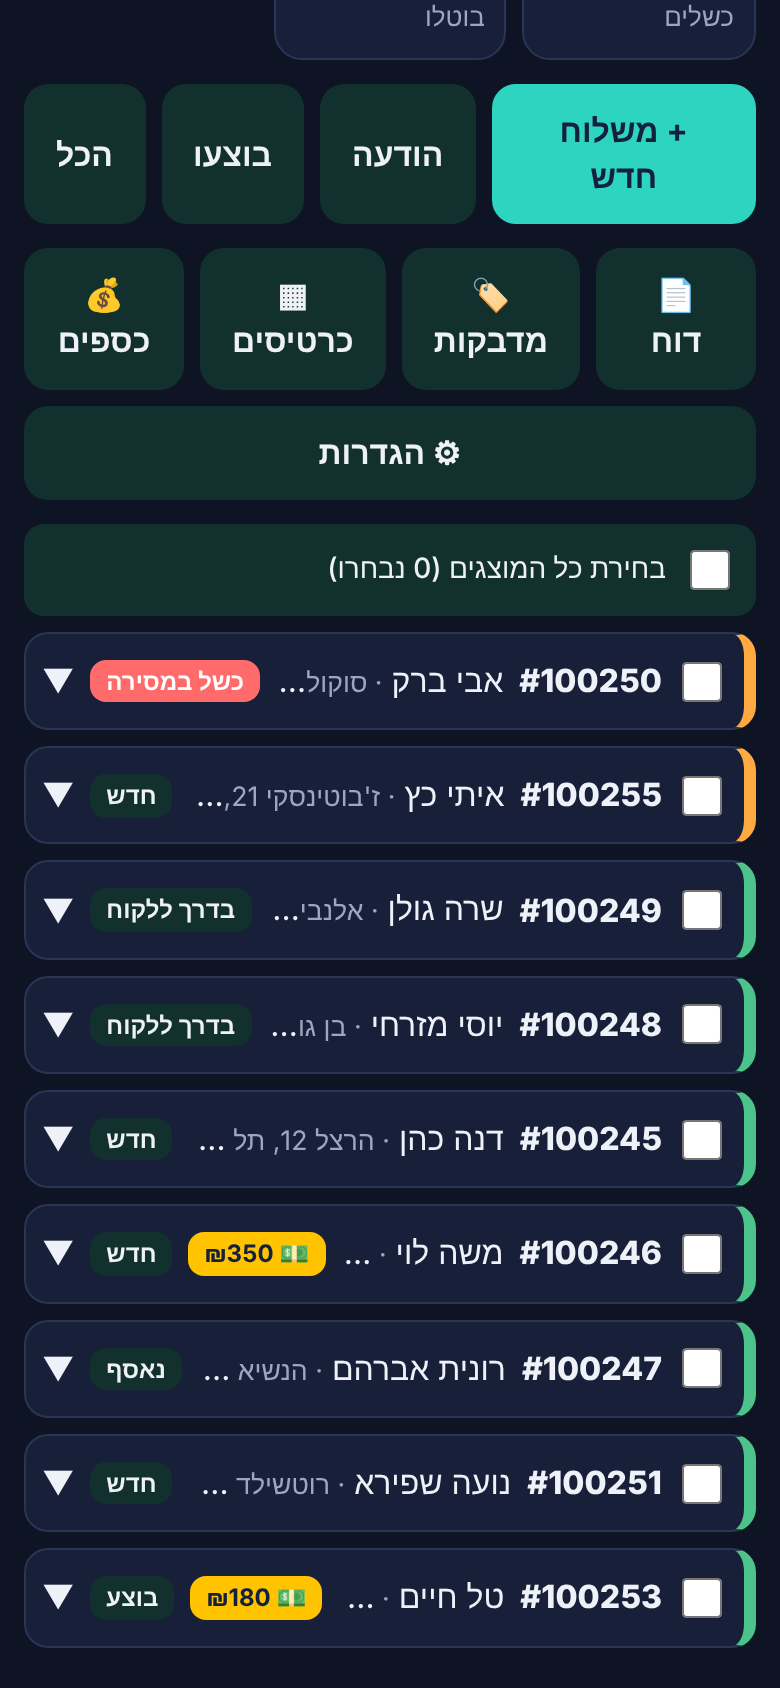 כשלים
בוטלו
+ משלוח
חדש
הודעה
בוצעו
הכל
דוח
מדבקות
כרטיסים
כספים
הגדרות
בחירת כל המוצגים (0 נבחרו)
#100250 אבי ברק · סוקול... כשל במסירה
#100255 איתי כץ · ז'בוטינסקי 21,... חדש
#100249 שרה גולן · אלנבי... בדרך ללקוח
#100248 יוסי מזרחי · בן גו... בדרך ללקוח
#100245 דנה כהן · הרצל 12, תל ... חדש
#100246 משה לוי · ... 💵 ₪350 חדש
#100247 רונית אברהם · הנשיא ... נאסף
#100251 נועה שפירא · רוטשילד ... חדש
#100253 טל חיים · ... 💵 ₪180 בוצע